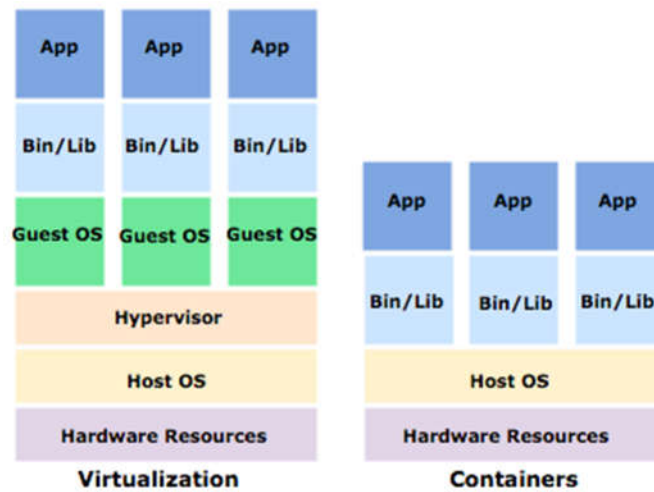 App App App
Bin/Lib Bin/Lib Bin/Lib
Guest OS Guest OS Guest OS
Hypervisor
Host OS
Hardware Resources
Virtualization
App App App
Bin/Lib Bin/Lib Bin/Lib
Host OS
Hardware Resources
Containers